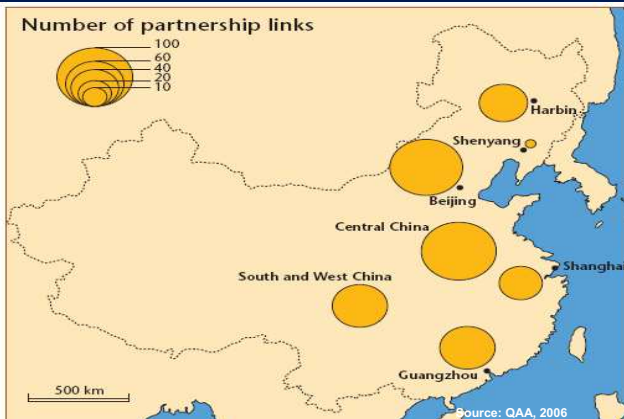 Number of partnership links
100
60
40
20
10
Harbin
Shenyang
Beijing
Central China
Shanghai
South and West China
Guangzhou
500 km
Source: QAA, 2006